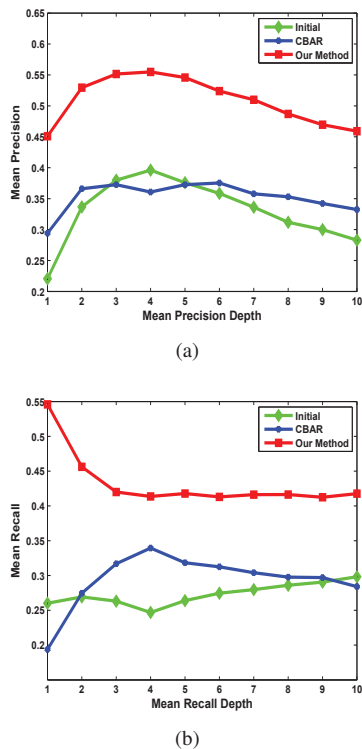 0.65
0.6
0.55
0.5
0.45
0.4
0.35
0.3
0.25
0.2
Mean Precision
Initial
CBAR
Our Method
1 2 3 4 5 6 7 8 9 10
Mean Precision Depth
(a)
0.55
0.5
0.45
0.4
0.35
0.3
0.25
0.2
Mean Recall
Initial
CBAR
Our Method
1 2 3 4 5 6 7 8 9 10
Mean Recall Depth
(b)